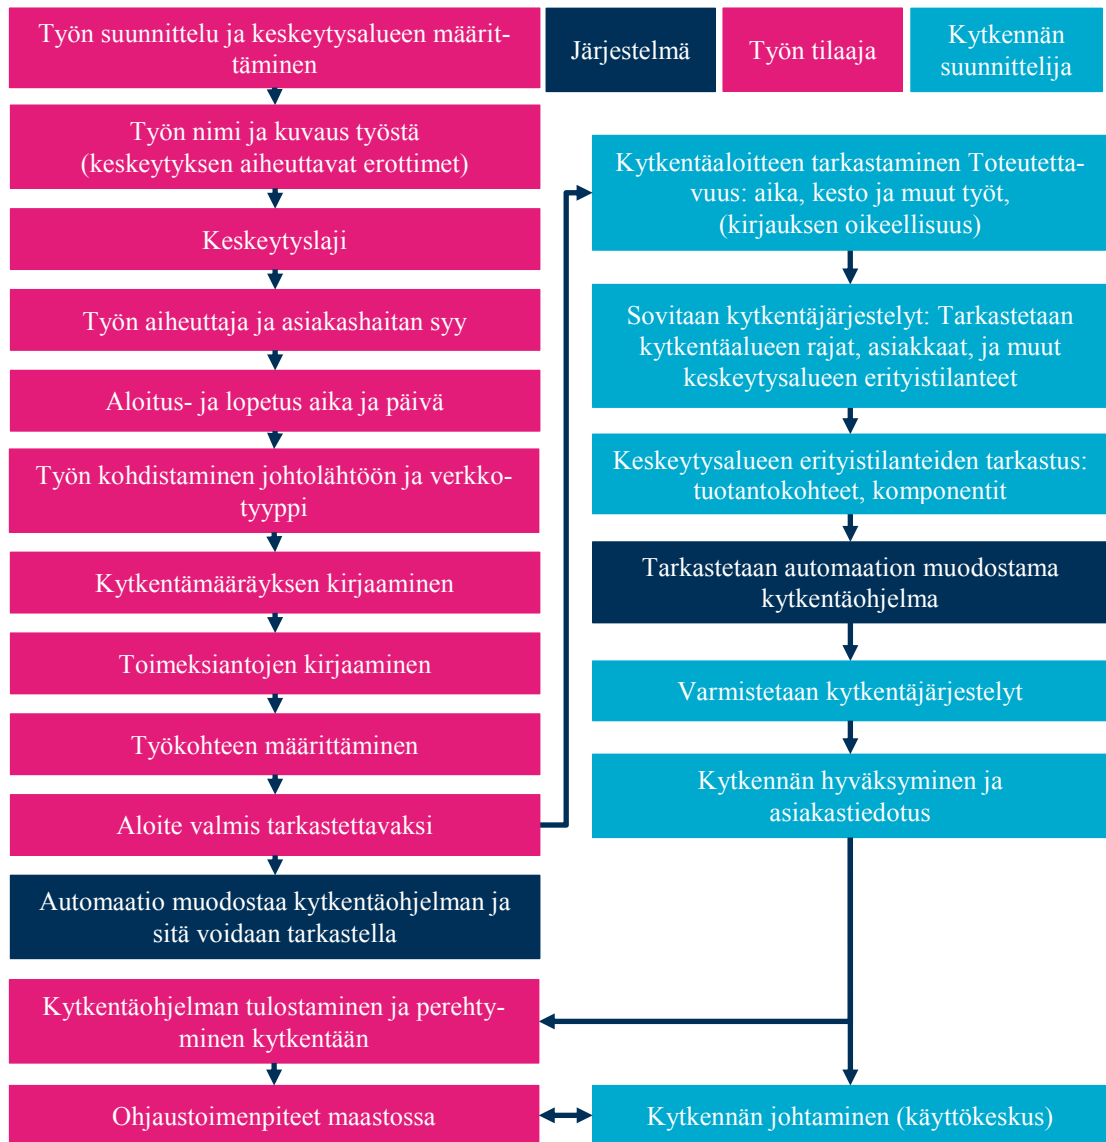 Työn suunnittelu ja keskeytysalueen määrit-
täminen
Järjestelmä
Työn tilaaja
Kytkennän
suunnittelija
Työn nimi ja kuvaus työstä
(keskeytyksen aiheuttavat erottimet)
Keskeytyslaji
Työn aiheuttaja ja asiakashaitan syy
Aloitus- ja lopetus aika ja päivä
Työn kohdistaminen johtolähtöön ja verkko-
tyyppi
Kytkentämääräyksen kirjaaminen
Toimeksiantojen kirjaaminen
Työkohteen määrittäminen
Aloite valmis tarkastettavaksi
Automaatio muodostaa kytkentäohjelman ja
sitä voidaan tarkastella
Kytkentäaloitteen tarkastaminen Toteutetta-
vuus: aika, kesto ja muut työt,
(kirjauksen oikeellisuus)
Sovitaan kytkentäjärjestelyt: Tarkastetaan
kytkentäalueen rajat, asiakkaat, ja muut
keskeytysalueen erityistilanteet
Keskeytysalueen erityistilanteiden tarkastus:
tuotantokohteet, komponentit
Tarkastetaan automaation muodostama
kytkentäohjelma
Varmistetaan kytkentäjärjestelyt
Kytkennän hyväksyminen ja
asiakastiedotus
Kytkentäohjelman tulostaminen ja perehty-
minen kytkentään
Ohjaustoimenpiteet maastossa
Kytkennän johtaminen (käyttökeskus)